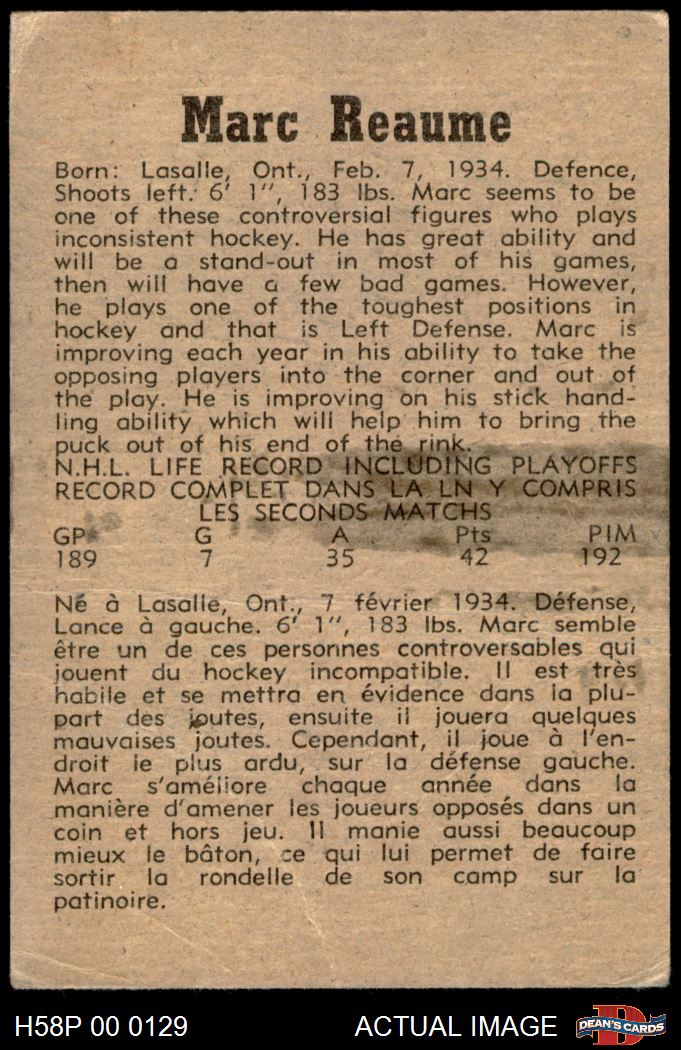 Marc Reaume
Born: Lasalle, Ont., Feb. 7, 1934. Defence,
Shoots left. 6' 1", 183 lbs. Marc seems to be
one of these controversial figures who plays
inconsistent hockey. He has great ability and
will be a stand-out in most of his games,
then will have a few bad games. However,
he plays one of the toughest positions in
hockey and that is Left Defense. Marc is
improving each year in his ability to take the
opposing players into the corner and out of
the play. He is improving on his stick hand-
ling ability which will help him to bring the
puck out of his end of the rink.
N.H.L. LIFE RECORD INCLUDING PLAYOFFS
RECORD COMPLET DANS LA LN Y COMPRIS
LES SECONDS MATCHS
GP G A Pts PIM
189 7 35 42 192
Né à Lasalle, Ont., 7 février 1934. Défense,
Lance à gauche. 6' 1", 183 lbs. Marc semble
être un de ces personnes controversables qui
jouent du hockey incompatible. Il est très
habile et se mettra en évidence dans la plu-
part des joutes, ensuite il jouera quelques
mauvaises joutes. Cependant, il joue à l'en-
droit le plus ardu, sur la défense gauche.
Marc s'améliore chaque année dans la
manière d'amener les joueurs opposés dans un
coin et hors jeu. Il manie aussi beaucoup
mieux le bâton, ce qui lui permet de faire
sortir la rondelle de son camp sur la
patinoire.
H58P 00 0129 ACTUAL IMAGE D DEAN'S CARDS